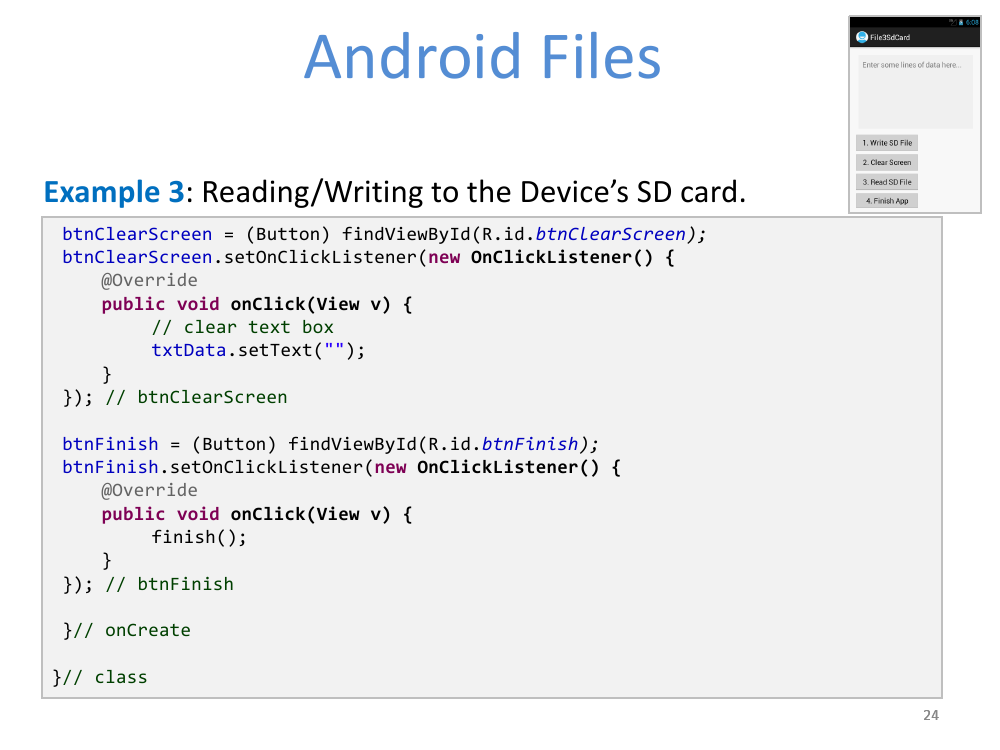 Android Files
6:08
File3SdCard
Enter some lines of data here...
1. Write SD File
2. Clear Screen
3. Read SD File
4. Finish App
Example 3: Reading/Writing to the Device’s SD card.
btnClearScreen = (Button) findViewById(R.id.btnClearScreen);
btnClearScreen.setOnClickListener(new OnClickListener() {
@Override
public void onClick(View v) {
// clear text box
txtData.setText("");
}
}); // btnClearScreen
btnFinish = (Button) findViewById(R.id.btnFinish);
btnFinish.setOnClickListener(new OnClickListener() {
@Override
public void onClick(View v) {
finish();
}
}); // btnFinish
}// onCreate
}// class
24